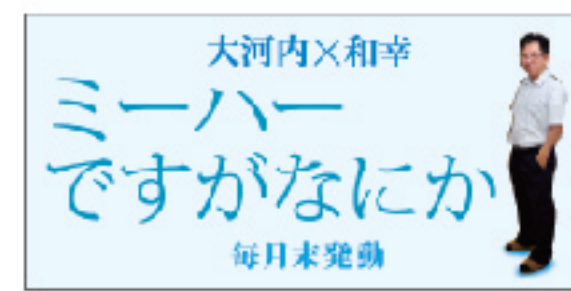 大河内×和幸
ミーハー
ですがなにか
毎月末発動